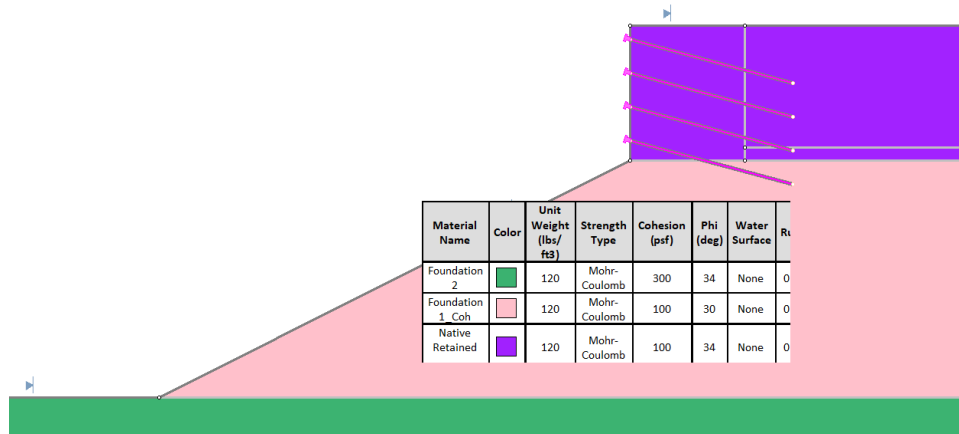 Material Name Color Unit Weight (lbs/ ft3) Strength Type Cohesion (psf) Phi (deg) Water Surface Ru
Foundation 2 120 Mohr-Coulomb 300 34 None 0
Foundation 1_Coh 120 Mohr-Coulomb 100 30 None 0
Native Retained 120 Mohr-Coulomb 100 34 None 0